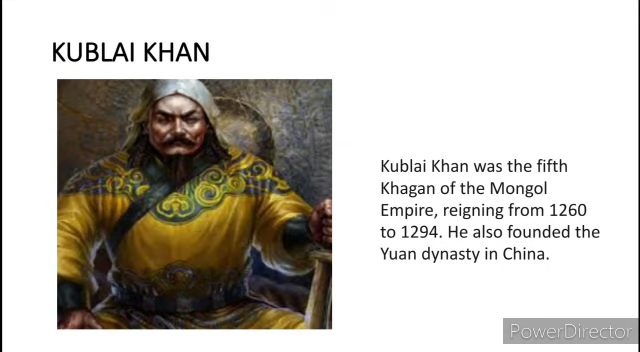 KUBLAI KHAN
Kublai Khan was the fifth
Khagan of the Mongol
Empire, reigning from 1260
to 1294. He also founded the
Yuan dynasty in China.
PowerDirector